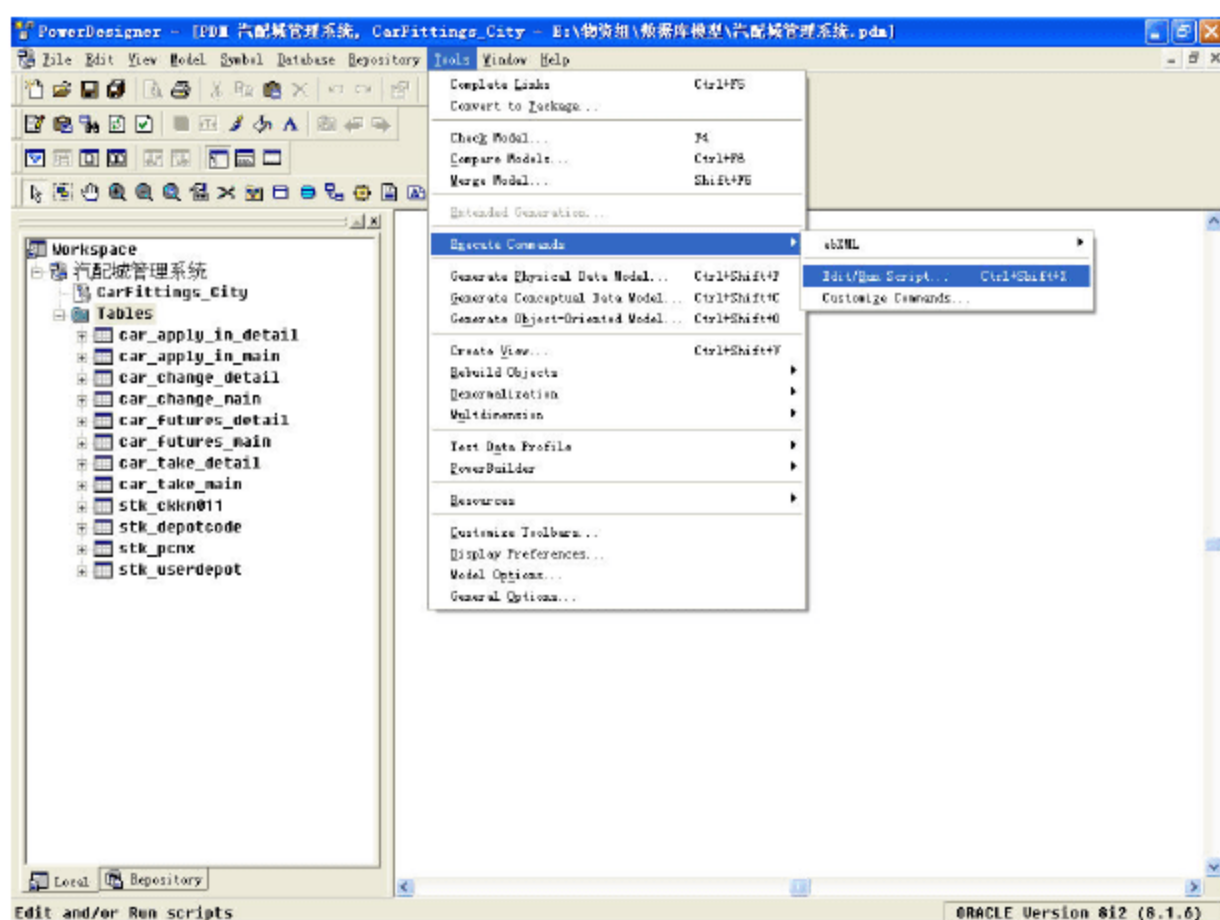 PowerDesigner - [PDM 汽配城管理系统, CarFittings_City - E:\物资组\数据库模型\汽配城管理系统.pdm]
File Edit View Model Symbol Database Repository Tools Window Help
Complete Links Ctrl+F5
Convert to Package...
Check Model... F4
Compare Models... Ctrl+F6
Merge Model... Shift+F6
Extended Generation...
Execute Commands
ebXML
Edit/Run Script... Ctrl+Shift+X
Customize Commands...
Generate Physical Data Model... Ctrl+Shift+P
Generate Conceptual Data Model... Ctrl+Shift+C
Generate Object-Oriented Model... Ctrl+Shift+O
Create View... Ctrl+Shift+V
Rebuild Objects
Denormalization
Multidimension
Test Data Profile
PowerBuilder
Resources
Customize Toolbars...
Display Preferences...
Model Options...
General Options...
Workspace
汽配城管理系统
CarFittings_City
Tables
car_apply_in_detail
car_apply_in_main
car_change_detail
car_change_main
car_futures_detail
car_futures_main
car_take_detail
car_take_main
stk_ckkn011
stk_depotcode
stk_pcnx
stk_userdepot
Local Repository
Edit and/or Run scripts
ORACLE Version 8i2 (8.1.6)